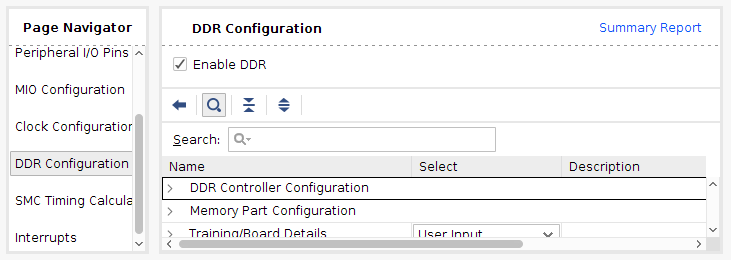 Page Navigator
Peripheral I/O Pins
MIO Configuration
Clock Configuration
DDR Configuration
SMC Timing Calcula
Interrupts
DDR Configuration
Summary Report
Enable DDR
Search:
Name Select Description
DDR Controller Configuration
Memory Part Configuration
Training/Board Details User Input